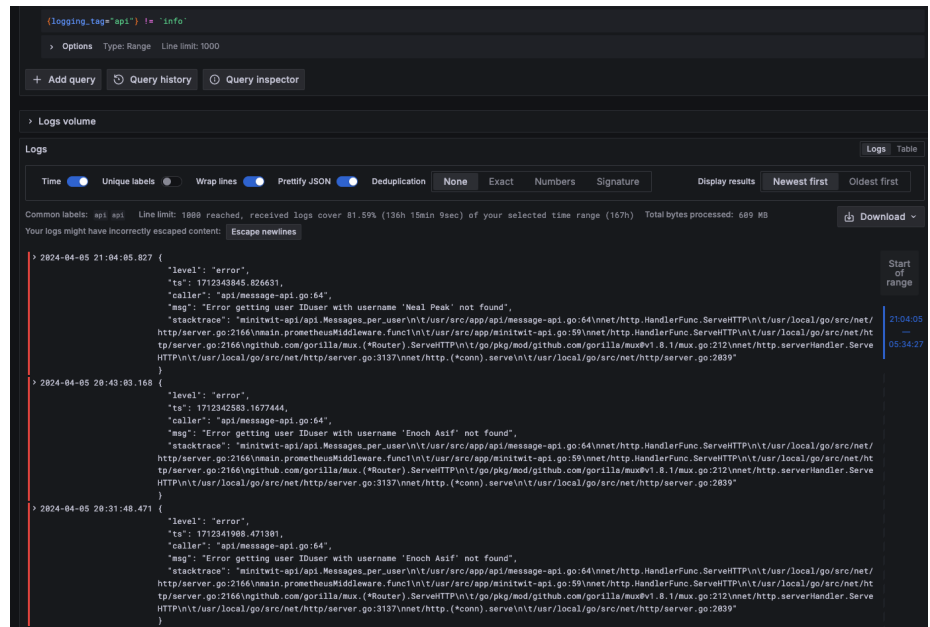 {logging_tag="api"} != `info`
› Options Type: Range Line limit: 1000
+ Add query Query history Query inspector
› Logs volume
Logs
Logs Table
Time Unique labels Wrap lines Prettify JSON Deduplication None Exact Numbers Signature Display results Newest first Oldest first
Common labels: api api Line limit: 1000 reached, received logs cover 81.59% (136h 15min 9sec) of your selected time range (167h) Total bytes processed: 609 MB
Download
Your logs might have incorrectly escaped content: Escape newlines
Start
of
range
21:04:05
—
05:34:27
› 2024-04-05 21:04:05.827 {
"level": "error",
"ts": 1712343845.826631,
"caller": "api/message-api.go:64",
"msg": "Error getting user IDuser with username 'Neal Peak' not found",
"stacktrace": "minitwit-api/api.Messages_per_user\n\t/usr/src/app/api/message-api.go:64\nnet/http.HandlerFunc.ServeHTTP\n\t/usr/local/go/src/net/
http/server.go:2166\nmain.prometheusMiddleware.func1\n\t/usr/src/app/minitwit-api.go:59\nnet/http.HandlerFunc.ServeHTTP\n\t/usr/local/go/src/net/ht
tp/server.go:2166\ngithub.com/gorilla/mux.(*Router).ServeHTTP\n\t/go/pkg/mod/github.com/gorilla/mux@v1.8.1/mux.go:212\nnet/http.serverHandler.Serve
HTTP\n\t/usr/local/go/src/net/http/server.go:3137\nnet/http.(*conn).serve\n\t/usr/local/go/src/net/http/server.go:2039"
}
› 2024-04-05 20:43:03.168 {
"level": "error",
"ts": 1712342583.1677444,
"caller": "api/message-api.go:64",
"msg": "Error getting user IDuser with username 'Enoch Asif' not found",
"stacktrace": "minitwit-api/api.Messages_per_user\n\t/usr/src/app/api/message-api.go:64\nnet/http.HandlerFunc.ServeHTTP\n\t/usr/local/go/src/net/
http/server.go:2166\nmain.prometheusMiddleware.func1\n\t/usr/src/app/minitwit-api.go:59\nnet/http.HandlerFunc.ServeHTTP\n\t/usr/local/go/src/net/ht
tp/server.go:2166\ngithub.com/gorilla/mux.(*Router).ServeHTTP\n\t/go/pkg/mod/github.com/gorilla/mux@v1.8.1/mux.go:212\nnet/http.serverHandler.Serve
HTTP\n\t/usr/local/go/src/net/http/server.go:3137\nnet/http.(*conn).serve\n\t/usr/local/go/src/net/http/server.go:2039"
}
› 2024-04-05 20:31:48.471 {
"level": "error",
"ts": 1712341908.471301,
"caller": "api/message-api.go:64",
"msg": "Error getting user IDuser with username 'Enoch Asif' not found",
"stacktrace": "minitwit-api/api.Messages_per_user\n\t/usr/src/app/api/message-api.go:64\nnet/http.HandlerFunc.ServeHTTP\n\t/usr/local/go/src/net/
http/server.go:2166\nmain.prometheusMiddleware.func1\n\t/usr/src/app/minitwit-api.go:59\nnet/http.HandlerFunc.ServeHTTP\n\t/usr/local/go/src/net/ht
tp/server.go:2166\ngithub.com/gorilla/mux.(*Router).ServeHTTP\n\t/go/pkg/mod/github.com/gorilla/mux@v1.8.1/mux.go:212\nnet/http.serverHandler.Serve
HTTP\n\t/usr/local/go/src/net/http/server.go:3137\nnet/http.(*conn).serve\n\t/usr/local/go/src/net/http/server.go:2039"
}